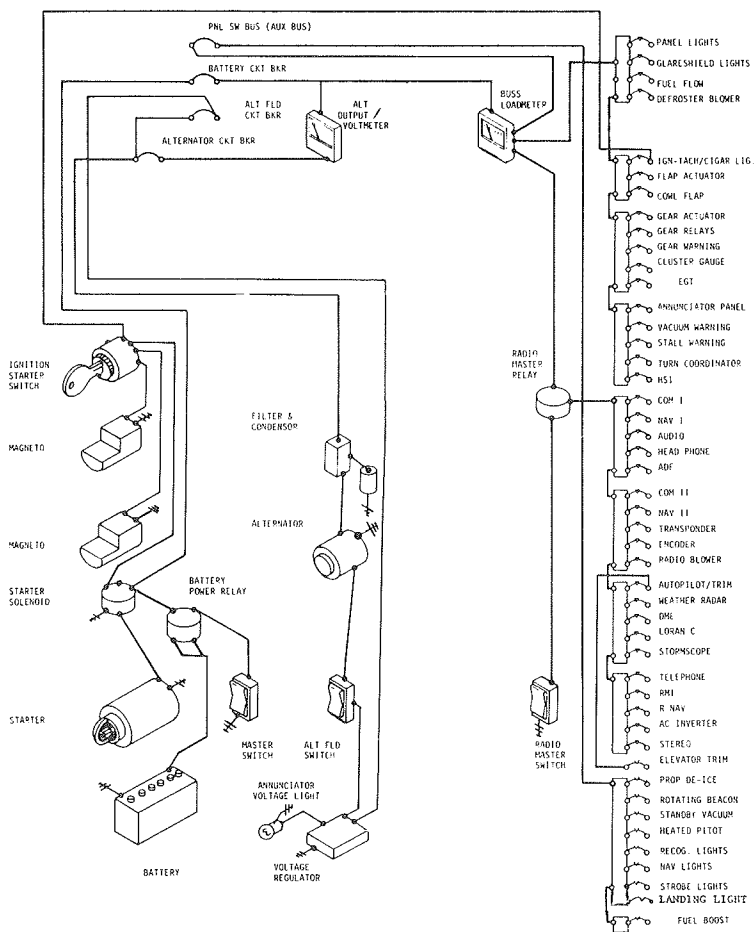 PNL SW BUS (AUX BUS)
BATTERY CKT BKR
ALT FLD
CKT BKR
ALTERNATOR CKT BKR
ALT
OUTPUT /
VOLTMETER
BUSS
LOADMETER
IGNITION
STARTER
SWITCH
MAGNETO
MAGNETO
STARTER
SOLENOID
BATTERY
POWER RELAY
STARTER
MASTER
SWITCH
BATTERY
FILTER &
CONDENSOR
ALTERNATOR
ALT FLD
SWITCH
ANNUNCIATOR
VOLTAGE LIGHT
VOLTAGE
REGULATOR
RADIO
MASTER
RELAY
RADIO
MASTER
SWITCH
PANEL LIGHTS
GLARESHIELD LIGHTS
FUEL FLOW
DEFROSTER BLOWER
IGN-TACH/CIGAR LIG.
FLAP ACTUATOR
COWL FLAP
GEAR ACTUATOR
GEAR RELAYS
GEAR WARNING
CLUSTER GAUGE
EGT
ANNUNCIATOR PANEL
VACUUM WARNING
STALL WARNING
TURN COORDINATOR
HSI
COM I
NAV I
AUDIO
HEAD PHONE
ADF
COM II
NAV II
TRANSPONDER
ENCODER
RADIO BLOWER
AUTOPILOT/TRIM
WEATHER RADAR
DME
LORAN C
STORMSCOPE
TELEPHONE
RMI
R NAV
AC INVERTER
STEREO
ELEVATOR TRIM
PROP DE-ICE
ROTATING BEACON
STANDBY VACUUM
HEATED PITOT
RECOG. LIGHTS
NAV LIGHTS
STROBE LIGHTS
LANDING LIGHT
FUEL BOOST